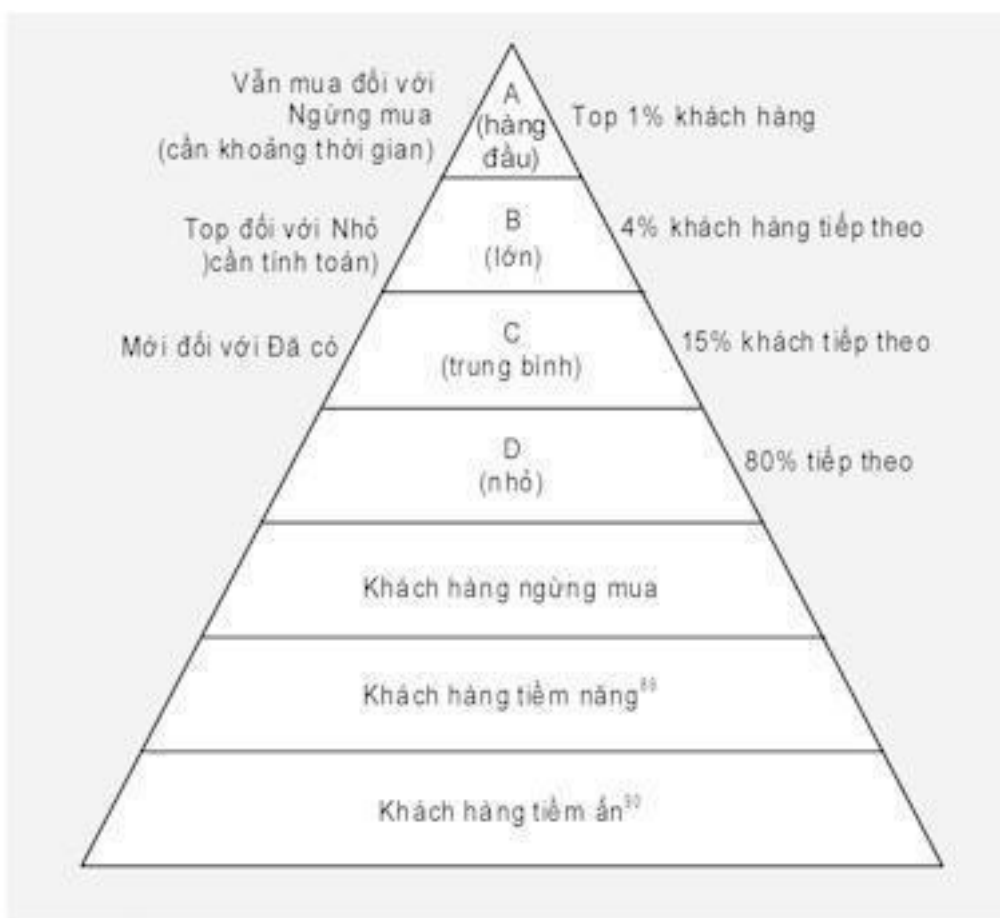 Vẫn mua đối với
Ngừng mua
(cần khoảng thời gian)
A
(hàng
đầu)
Top 1% khách hàng
Top đối với Nhỏ
)cần tính toán)
B
(lớn)
4% khách hàng tiếp theo
Mới đối với Đã có
C
(trung bình)
15% khách tiếp theo
D
(nhỏ)
80% tiếp theo
Khách hàng ngừng mua
Khách hàng tiềm năng⁸⁹
Khách hàng tiềm ẩn⁹⁰